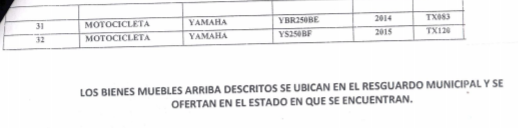 31 MOTOCICLETA YAMAHA YBR250BE 2014 TX083
32 MOTOCICLETA YAMAHA YS250BF 2015 TX120
LOS BIENES MUEBLES ARRIBA DESCRITOS SE UBICAN EN EL RESGUARDO MUNICIPAL Y SE
OFERTAN EN EL ESTADO EN QUE SE ENCUENTRAN.